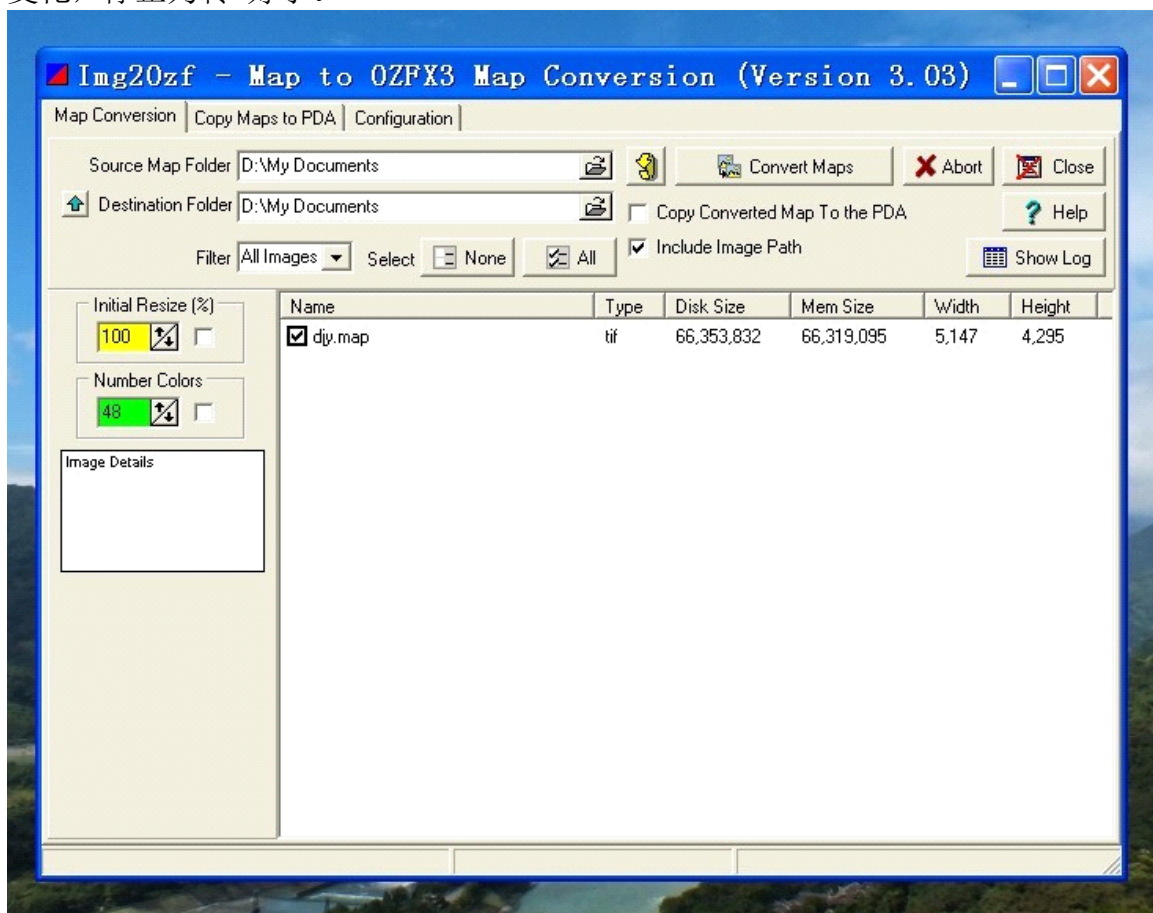 Img2Ozf - Map to OZFX3 Map Conversion (Version 3.03)
Map Conversion Copy Maps to PDA Configuration
Source Map Folder D:\My Documents Convert Maps Abort Close
Destination Folder D:\My Documents Copy Converted Map To the PDA Help
Filter All Images Select None All Include Image Path Show Log
Initial Resize (%) Name Type Disk Size Mem Size Width Height
100 djy.map tif 66,353,832 66,319,095 5,147 4,295
Number Colors
48
Image Details